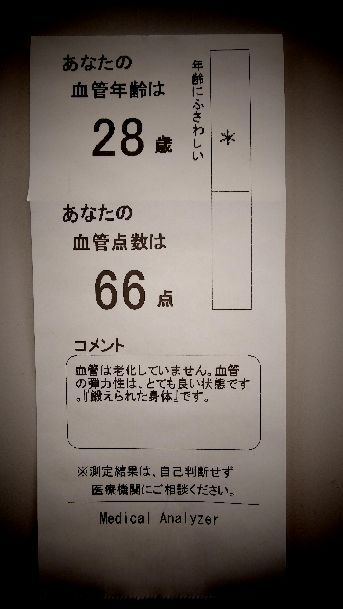 あなたの
血管年齢は
28 歳
年齢にふさわしい
*
あなたの
血管点数は
66 点
コメント
血管は老化していません。血管
の弾力性は、とても良い状態です
。『鍛えられた身体』です。
※測定結果は、自己判断せず
医療機関にご相談ください。
Medical Analyzer